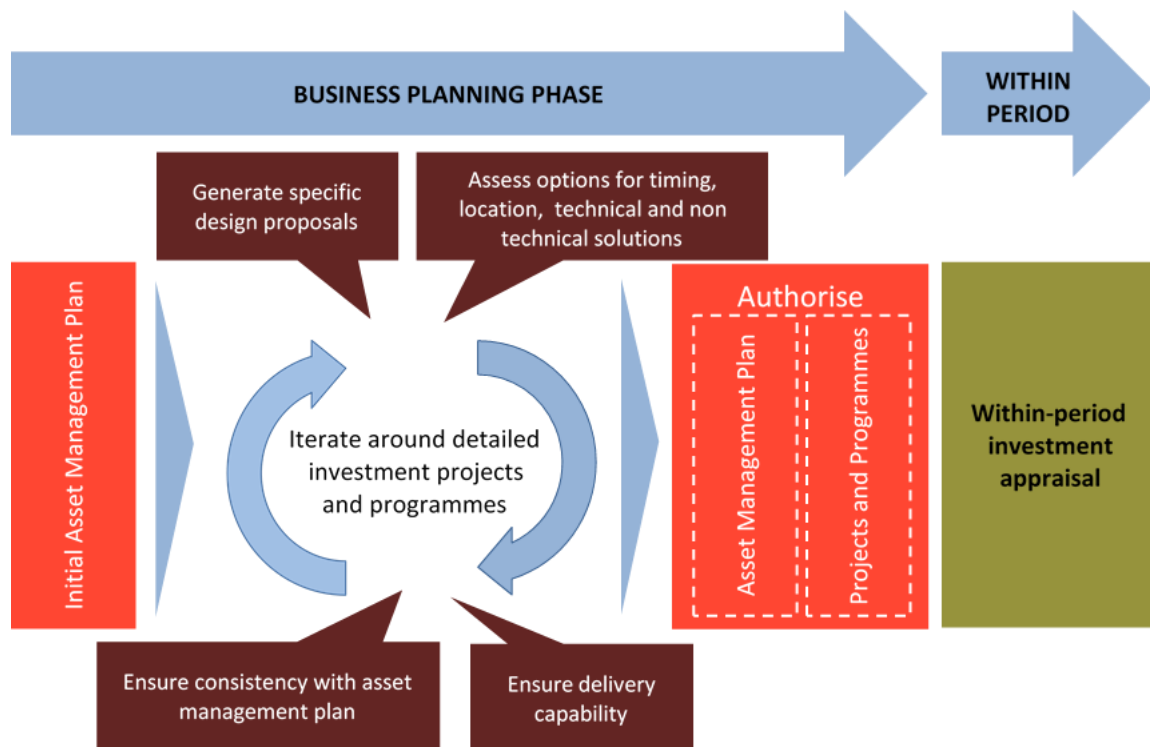 BUSINESS PLANNING PHASE
WITHIN
PERIOD
Generate specific
design proposals
Assess options for timing,
location, technical and non
technical solutions
Initial Asset Management Plan
Iterate around detailed
investment projects
and programmes
Authorise
Asset Management Plan
Projects and Programmes
Within-period
investment
appraisal
Ensure consistency with asset
management plan
Ensure delivery
capability